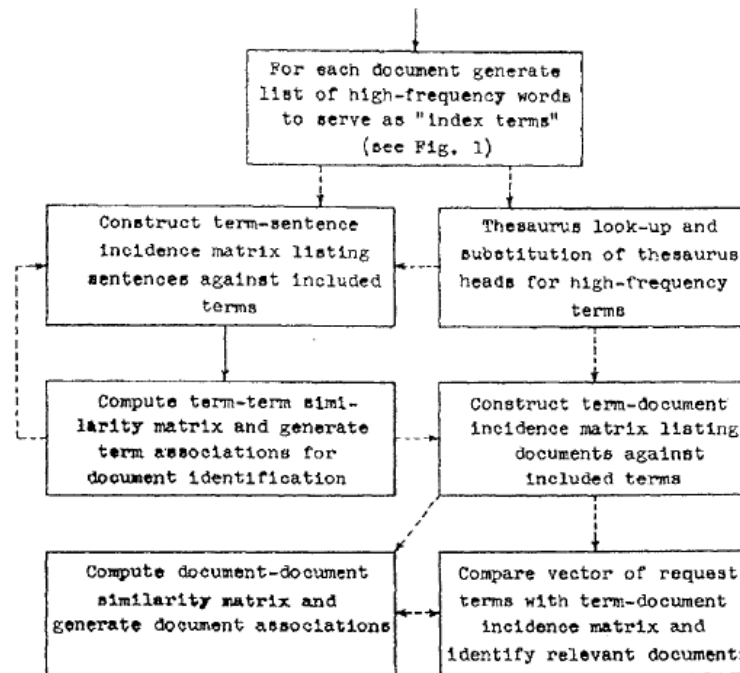 For each document generate
list of high-frequency words
to serve as "index terms"
(see Fig. 1)
Construct term-sentence
incidence matrix listing
sentences against included
terms
Thesaurus look-up and
substitution of thesaurus
heads for high-frequency
terms
Compute term-term simi-
larity matrix and generate
term associations for
document identification
Construct term-document
incidence matrix listing
documents against
included terms
Compute document-document
similarity matrix and
generate document associations
Compare vector of request
terms with term-document
incidence matrix and
identify relevant documents